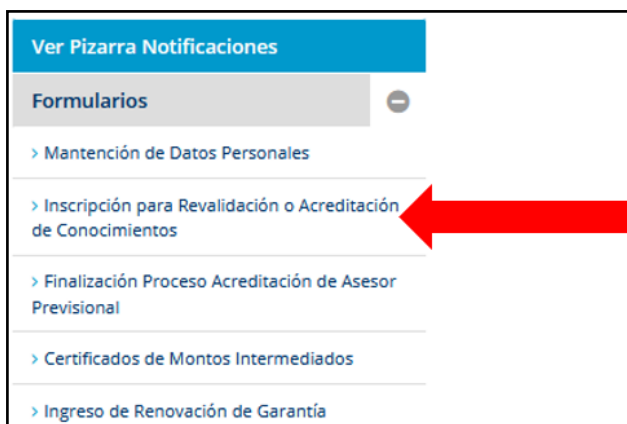 Ver Pizarra Notificaciones
Formularios
> Mantención de Datos Personales
> Inscripción para Revalidación o Acreditación
de Conocimientos
> Finalización Proceso Acreditación de Asesor
Previsional
> Certificados de Montos Intermediados
> Ingreso de Renovación de Garantía